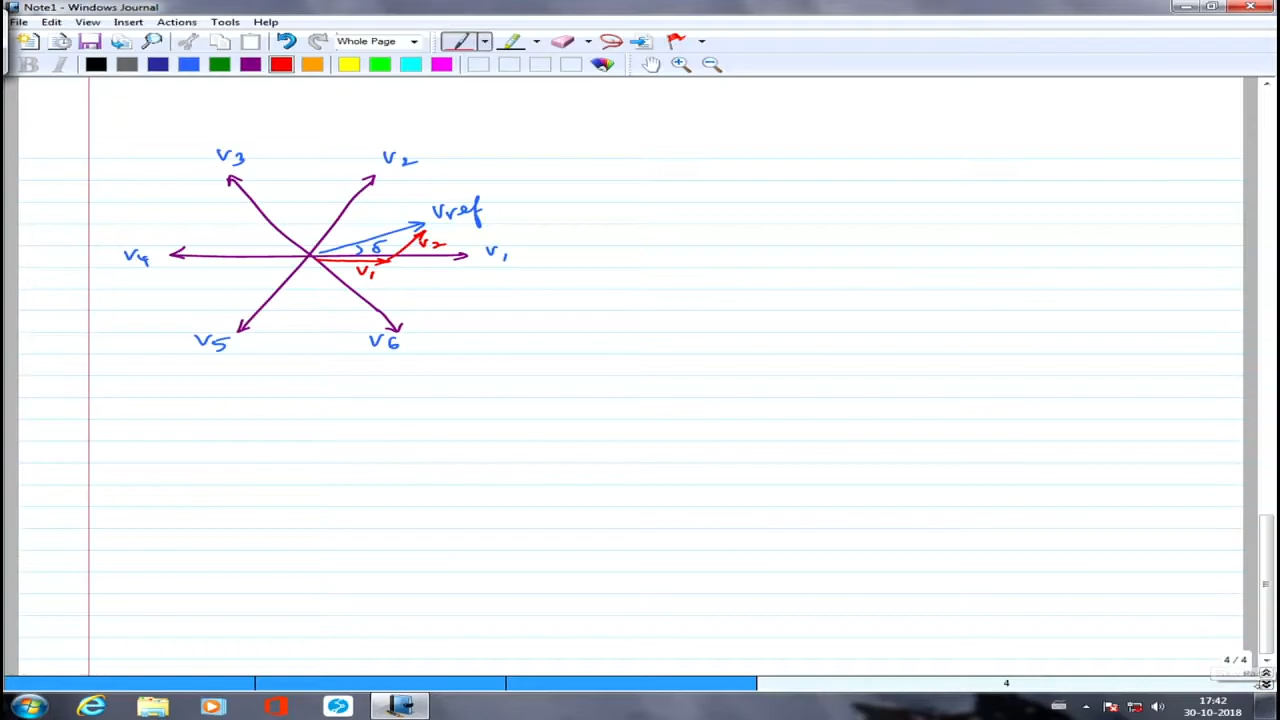 Note1 - Windows Journal
File Edit View Insert Actions Tools Help
Whole Page
B I
V3
V2
Vref
V4
δ
V2
V1
V1
V5
V6
4 / 4
4
17:42
30-10-2018